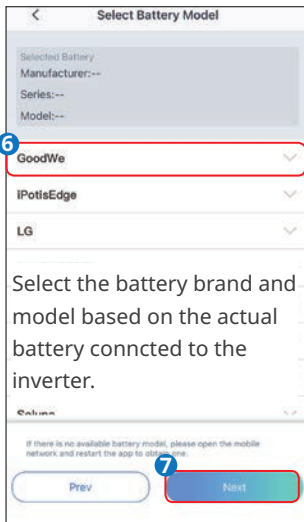 Select Battery Model
Selected Battery
Manufacturer:--
Series:--
Model:--
6
GoodWe
iPotisEdge
LG
Select the battery brand and
model based on the actual
battery conncted to the
inverter.
If there is no available battery model, please open the mobile
network and restart the app to obtain one.
7
Prev
Next